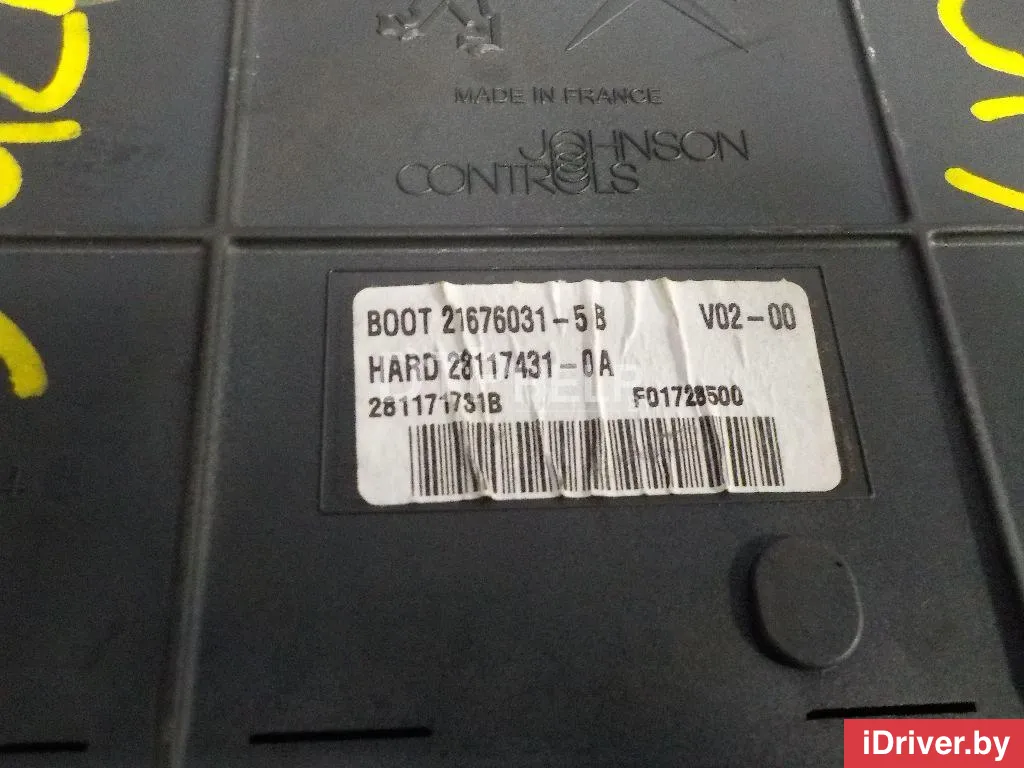 MADE IN FRANCE
JOHNSON
CONTROLS
BOOT 21676031-5 B V02-00
HARD 28117431-0A
281171731B F01728500
iDriver.by